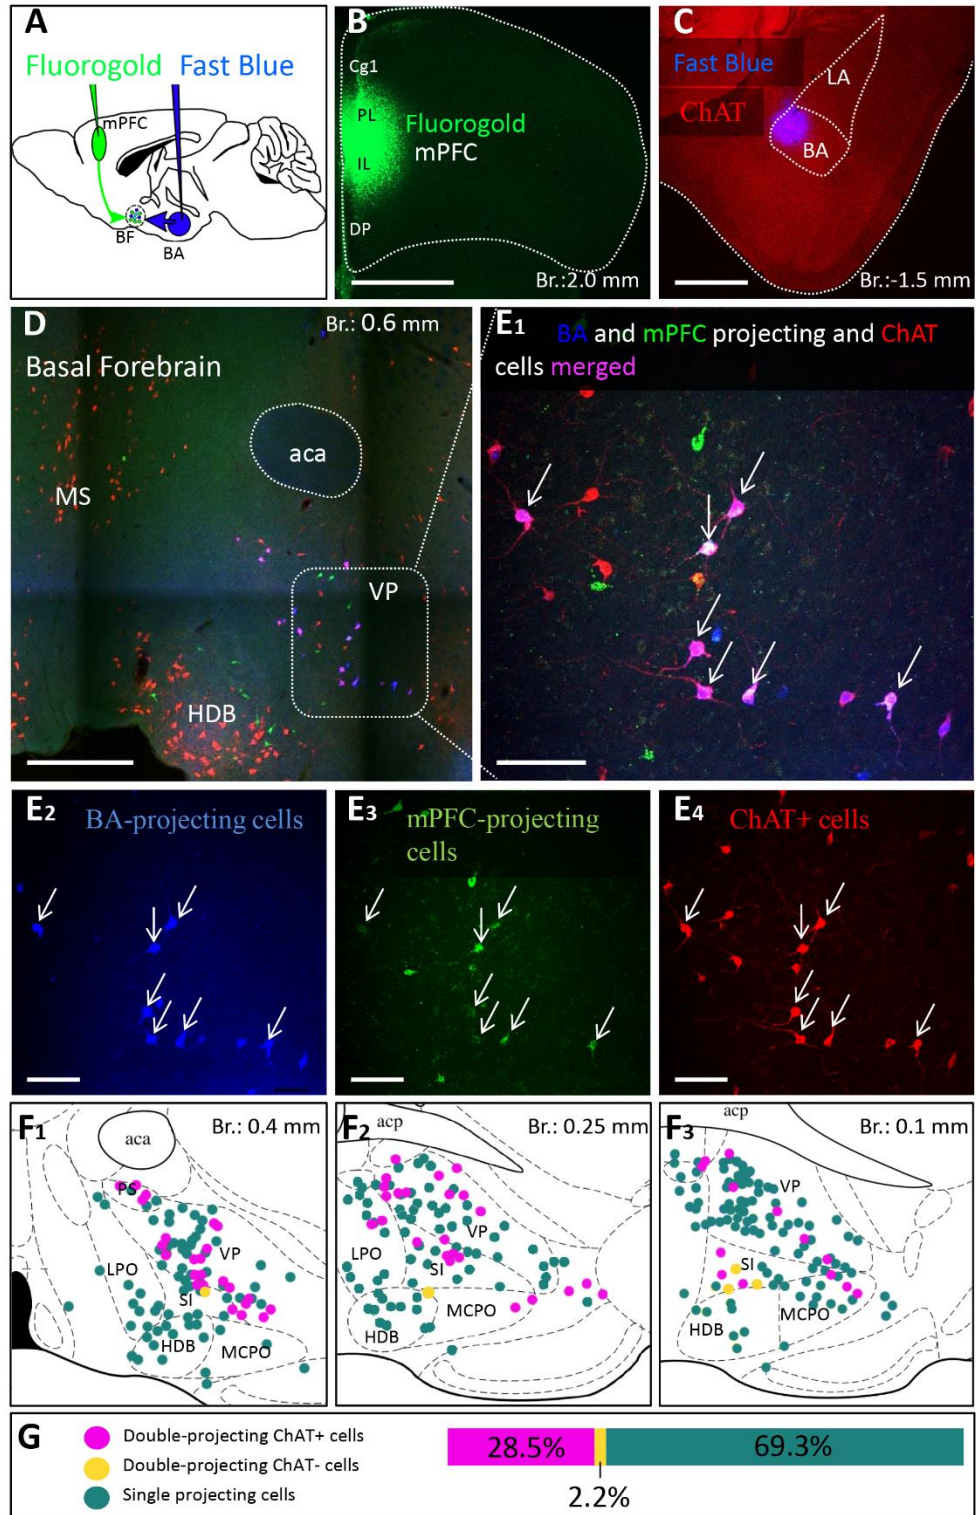 A
Fluorogold Fast Blue
mPFC
BF
BA
B
Cg1
PL
Fluorogold
mPFC
IL
DP
Br.:2.0 mm
C
Fast Blue
LA
ChAT
BA
Br.:-1.5 mm
D
Br.: 0.6 mm
Basal Forebrain
aca
MS
VP
HDB
E1
BA and mPFC projecting and ChAT
cells merged
E2
BA-projecting cells
E3
mPFC-projecting
cells
E4
ChAT+ cells
F1
Br.: 0.4 mm
aca
PS
VP
LPO
SI
HDB
MCPO
F2
acp
Br.: 0.25 mm
VP
LPO
SI
MCPO
HDB
F3
acp
Br.: 0.1 mm
VP
SI
MCPO
HDB
G
Double-projecting ChAT+ cells
Double-projecting ChAT- cells
Single projecting cells
28.5%
69.3%
2.2%